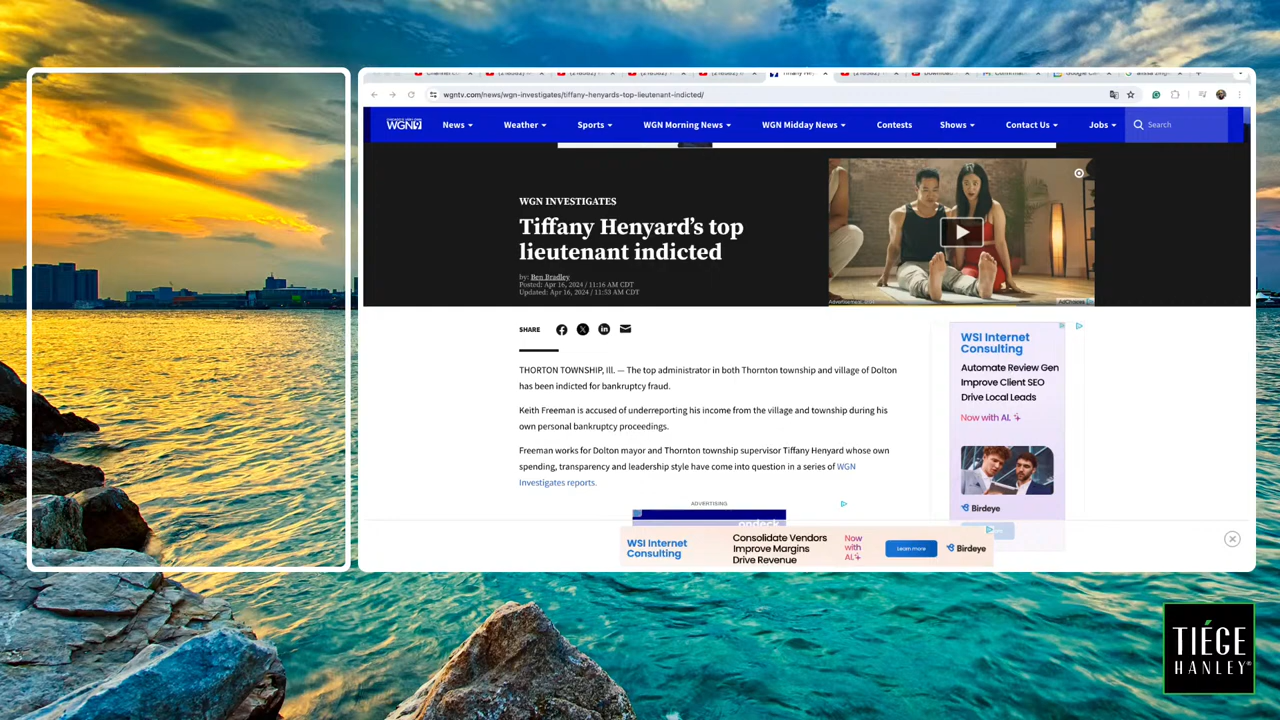 wgntv.com/news/wgn-investigates/tiffany-henyards-top-lieutenant-indicted/
WGN9
News
Weather
Sports
WGN Morning News
WGN Midday News
Contests
Shows
Contact Us
Jobs
Search
WGN INVESTIGATES
Tiffany Henyard's top
lieutenant indicted
by: Ben Bradley
Posted: Apr 16, 2024 / 11:16 AM CDT
Updated: Apr 16, 2024 / 11:53 AM CDT
AdChoices
SHARE
THORTON TOWNSHIP, Ill. — The top administrator in both Thornton township and village of Dolton
has been indicted for bankruptcy fraud.
Keith Freeman is accused of underreporting his income from the village and township during his
own personal bankruptcy proceedings.
Freeman works for Dolton mayor and Thornton township supervisor Tiffany Henyard whose own
spending, transparency and leadership style have come into question in a series of WGN
Investigates reports.
ADVERTISING
WSI Internet
Consulting
Automate Review Gen
Improve Client SEO
Drive Local Leads
Now with AI.
Birdeye
WSI Internet
Consulting
Consolidate Vendors
Improve Margins
Drive Revenue
Now
with
AI.
Learn more
Birdeye
TIÉGE
HANLEY®